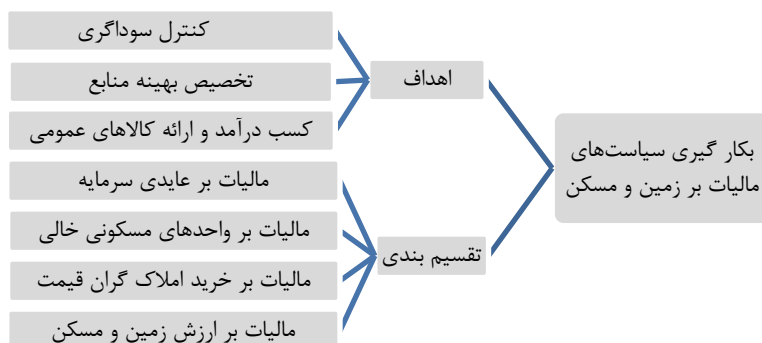 بکار گیری سیاست‌های
مالیات بر زمین و مسکن
اهداف
کنترل سوداگری
تخصیص بهینه منابع
کسب درآمد و ارائه کالاهای عمومی
تقسیم بندی
مالیات بر عایدی سرمایه
مالیات بر واحدهای مسکونی خالی
مالیات بر خرید املاک گران قیمت
مالیات بر ارزش زمین و مسکن